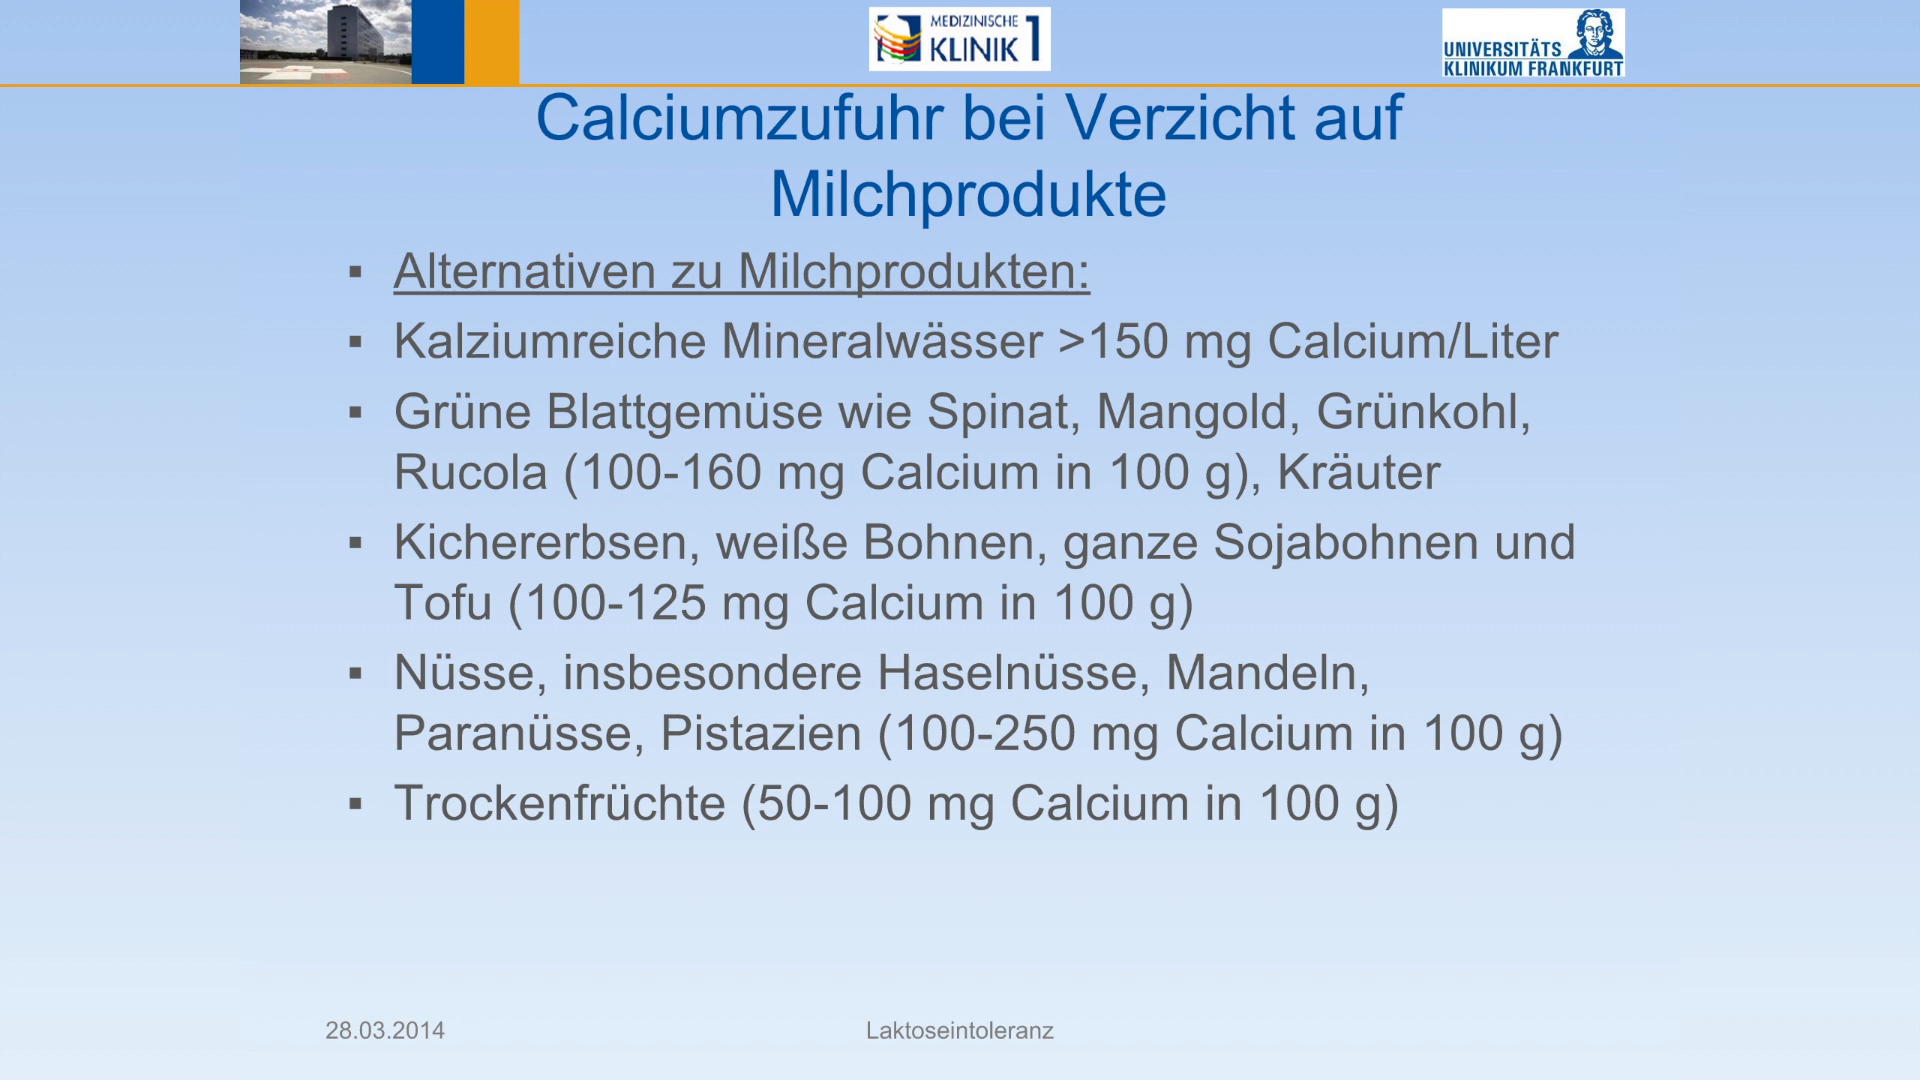 MEDIZINISCHE
KLINIK 1
UNIVERSITÄTS
KLINIKUM FRANKFURT
Calciumzufuhr bei Verzicht auf
Milchprodukte
▪ Alternativen zu Milchprodukten:
▪ Kalziumreiche Mineralwässer >150 mg Calcium/Liter
▪ Grüne Blattgemüse wie Spinat, Mangold, Grünkohl,
Rucola (100-160 mg Calcium in 100 g), Kräuter
▪ Kichererbsen, weiße Bohnen, ganze Sojabohnen und
Tofu (100-125 mg Calcium in 100 g)
▪ Nüsse, insbesondere Haselnüsse, Mandeln,
Paranüsse, Pistazien (100-250 mg Calcium in 100 g)
▪ Trockenfrüchte (50-100 mg Calcium in 100 g)
28.03.2014
Laktoseintoleranz